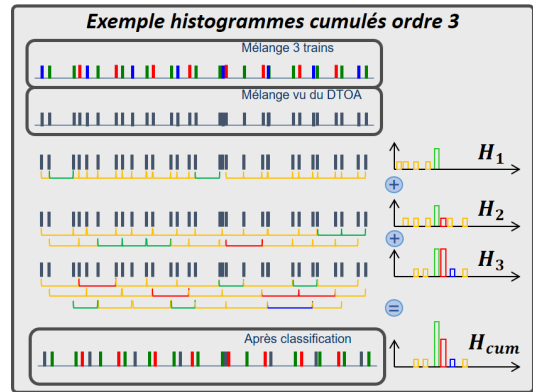 Exemple histogrammes cumulés ordre 3
Mélange 3 trains
Mélange vu du DTOA
H1
+
H2
+
H3
=
Après classification
Hcum